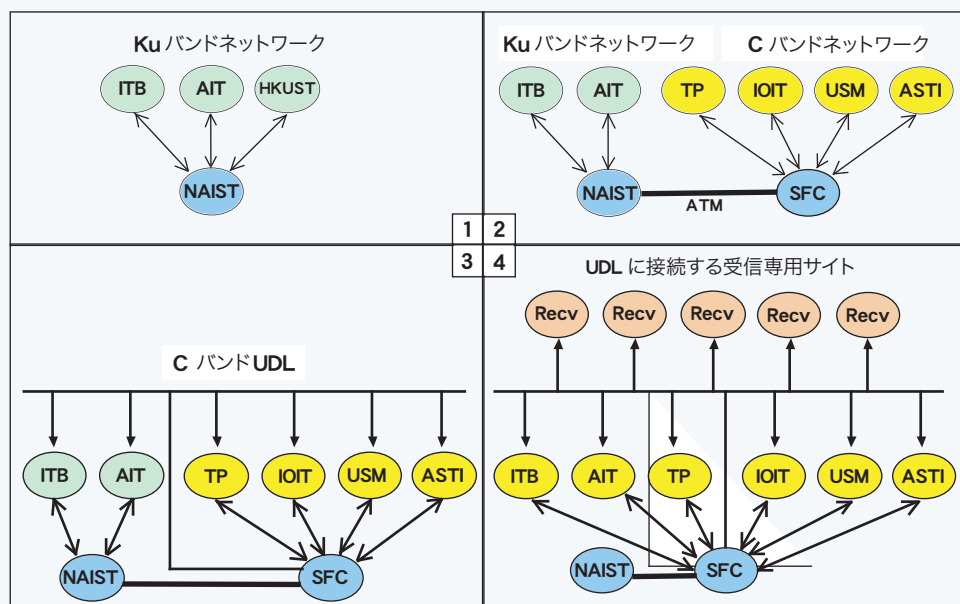 Ku バンドネットワーク
ITB AIT HKUST
NAIST
Ku バンドネットワーク C バンドネットワーク
ITB AIT TP IOIT USM ASTI
NAIST SFC
ATM
1 2
3 4
C バンド UDL
ITB AIT TP IOIT USM ASTI
NAIST SFC
UDL に接続する受信専用サイト
Recv Recv Recv Recv Recv
ITB AIT TP IOIT USM ASTI
NAIST SFC